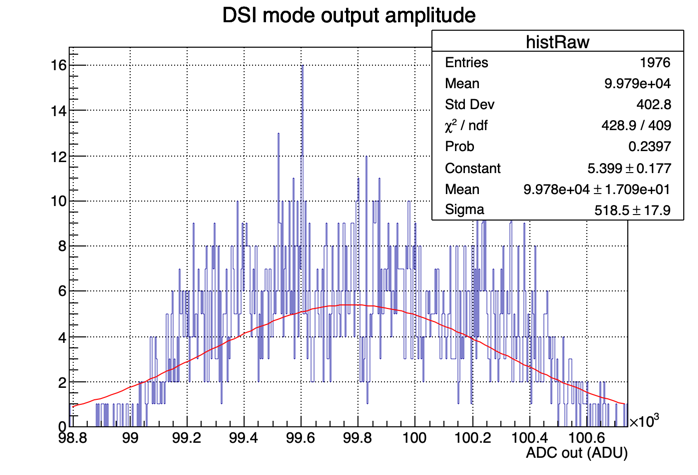 DSI mode output amplitude
histRaw
Entries 1976
Mean 9.979e+04
Std Dev 402.8
χ² / ndf 428.9 / 409
Prob 0.2397
Constant 5.399 ± 0.177
Mean 9.978e+04 ± 1.709e+01
Sigma 518.5 ± 17.9
16
14
12
10
8
6
4
2
0
98.8 99 99.2 99.4 99.6 99.8 100 100.2 100.4 100.6
×10³
ADC out (ADU)